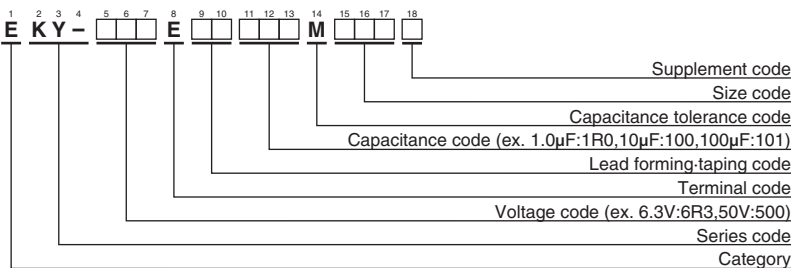 1 2 3 4 5 6 7 8 9 10 11 12 13 14 15 16 17 18
E K Y – □□□ E □□ □□□ M □□□ □
Supplement code
Size code
Capacitance tolerance code
Capacitance code (ex. 1.0µF:1R0,10µF:100,100µF:101)
Lead forming·taping code
Terminal code
Voltage code (ex. 6.3V:6R3,50V:500)
Series code
Category